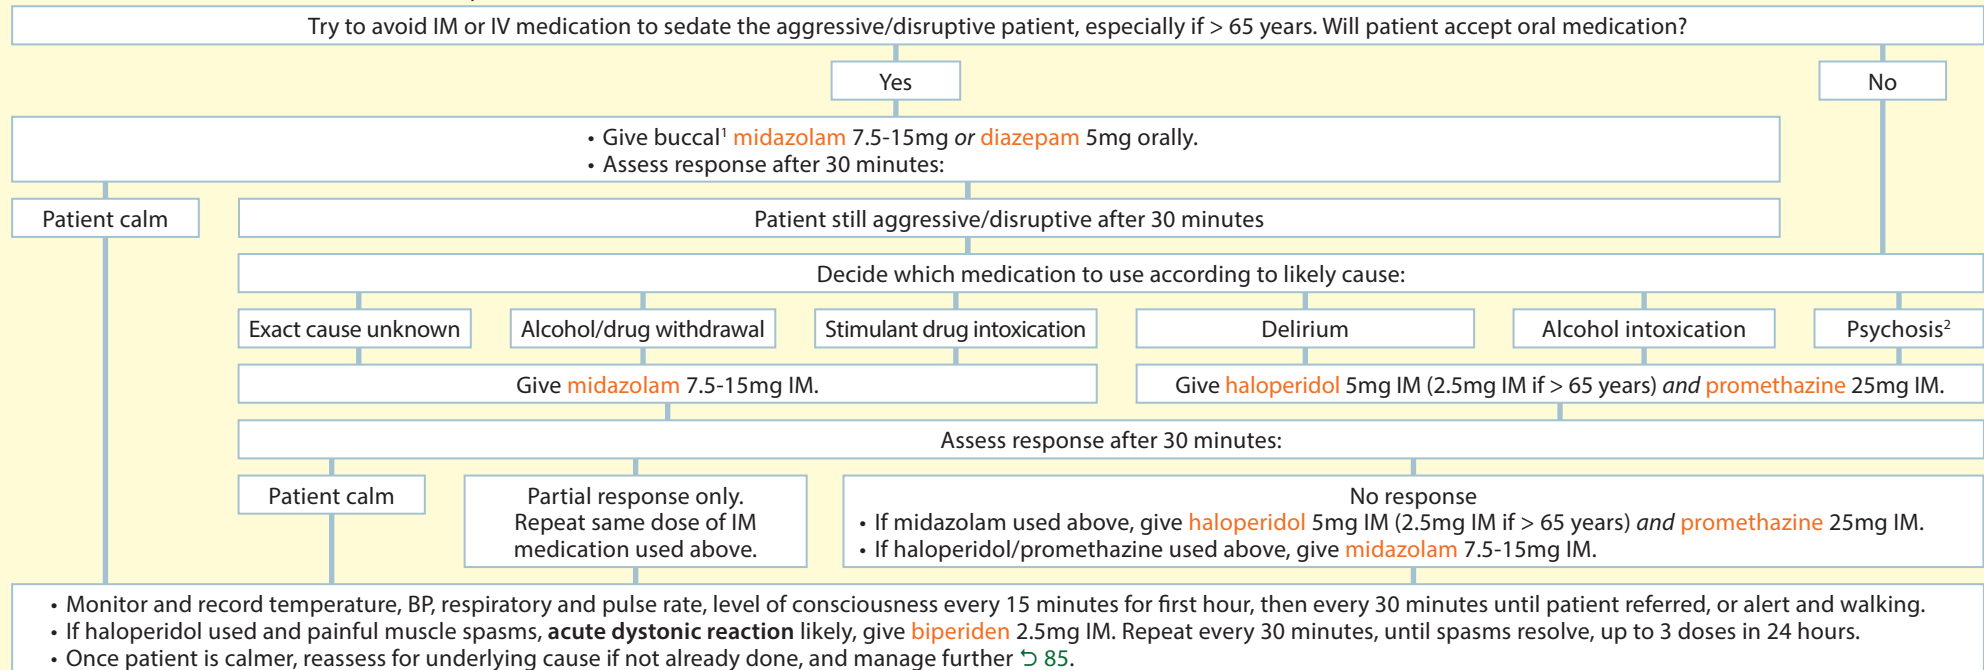 Try to avoid IM or IV medication to sedate the aggressive/disruptive patient, especially if > 65 years. Will patient accept oral medication?
Yes
No
• Give buccal¹ midazolam 7.5-15mg or diazepam 5mg orally.
• Assess response after 30 minutes:
Patient calm
Patient still aggressive/disruptive after 30 minutes
Decide which medication to use according to likely cause:
Exact cause unknown
Alcohol/drug withdrawal
Stimulant drug intoxication
Delirium
Alcohol intoxication
Psychosis²
Give midazolam 7.5-15mg IM.
Give haloperidol 5mg IM (2.5mg IM if > 65 years) and promethazine 25mg IM.
Assess response after 30 minutes:
Patient calm
Partial response only.
Repeat same dose of IM
medication used above.
No response
• If midazolam used above, give haloperidol 5mg IM (2.5mg IM if > 65 years) and promethazine 25mg IM.
• If haloperidol/promethazine used above, give midazolam 7.5-15mg IM.
• Monitor and record temperature, BP, respiratory and pulse rate, level of consciousness every 15 minutes for first hour, then every 30 minutes until patient referred, or alert and walking.
• If haloperidol used and painful muscle spasms, acute dystonic reaction likely, give biperiden 2.5mg IM. Repeat every 30 minutes, until spasms resolve, up to 3 doses in 24 hours.
• Once patient is calmer, reassess for underlying cause if not already done, and manage further ⮌ 85.